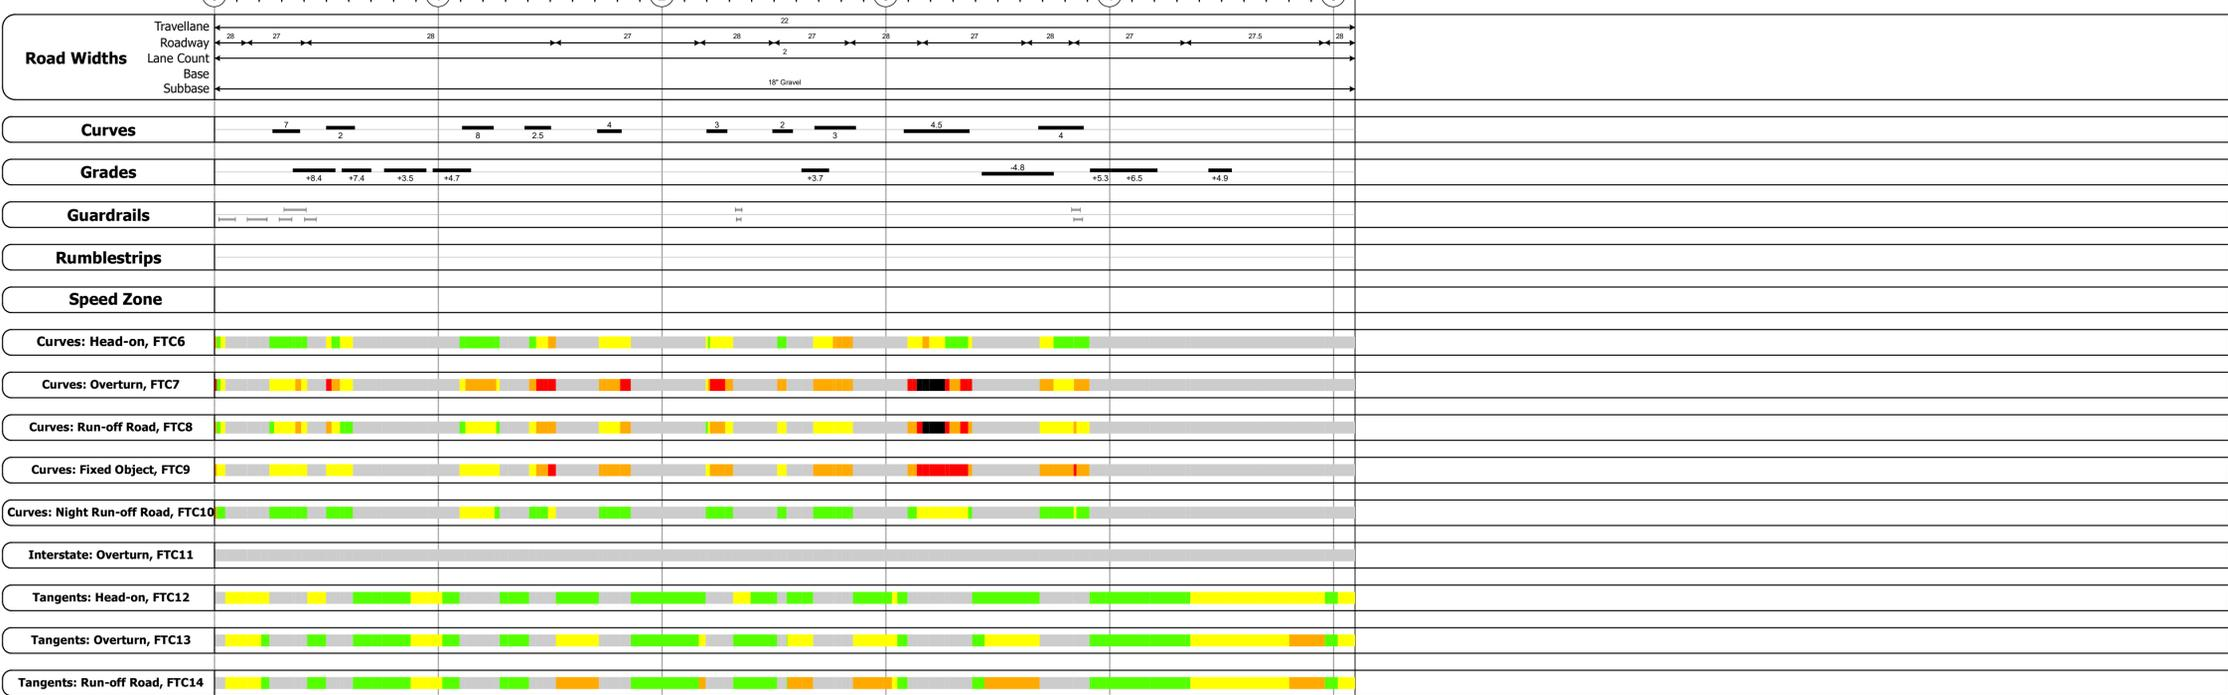 22
Travellane
28 27 28 27 28 27 28 27 28 27 27.5 28
Roadway
2
Road Widths
Lane Count
Base
18" Gravel
Subbase
7 4 3 2 4.5
Curves
2 8 2.5 3 4
-4.8
Grades
+8.4 +7.4 +3.5 +4.7 +3.7 +5.3 +6.5 +4.9
Guardrails
Rumblestrips
Speed Zone
Curves: Head-on, FTC6
Curves: Overturn, FTC7
Curves: Run-off Road, FTC8
Curves: Fixed Object, FTC9
Curves: Night Run-off Road, FTC10
Interstate: Overturn, FTC11
Tangents: Head-on, FTC12
Tangents: Overturn, FTC13
Tangents: Run-off Road, FTC14